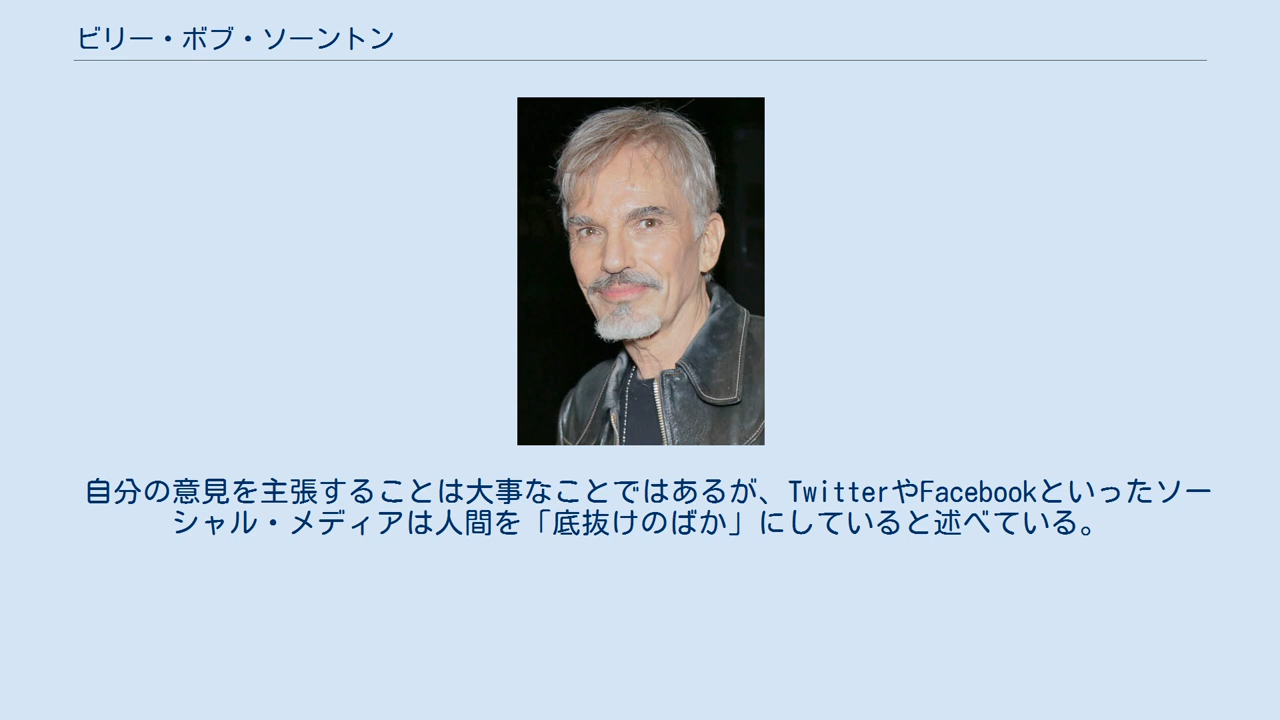 ビリー・ボブ・ソーントン
自分の意見を主張することは大事なことではあるが、TwitterやFacebookといったソー
シャル・メディアは人間を「底抜けのばか」にしていると述べている。